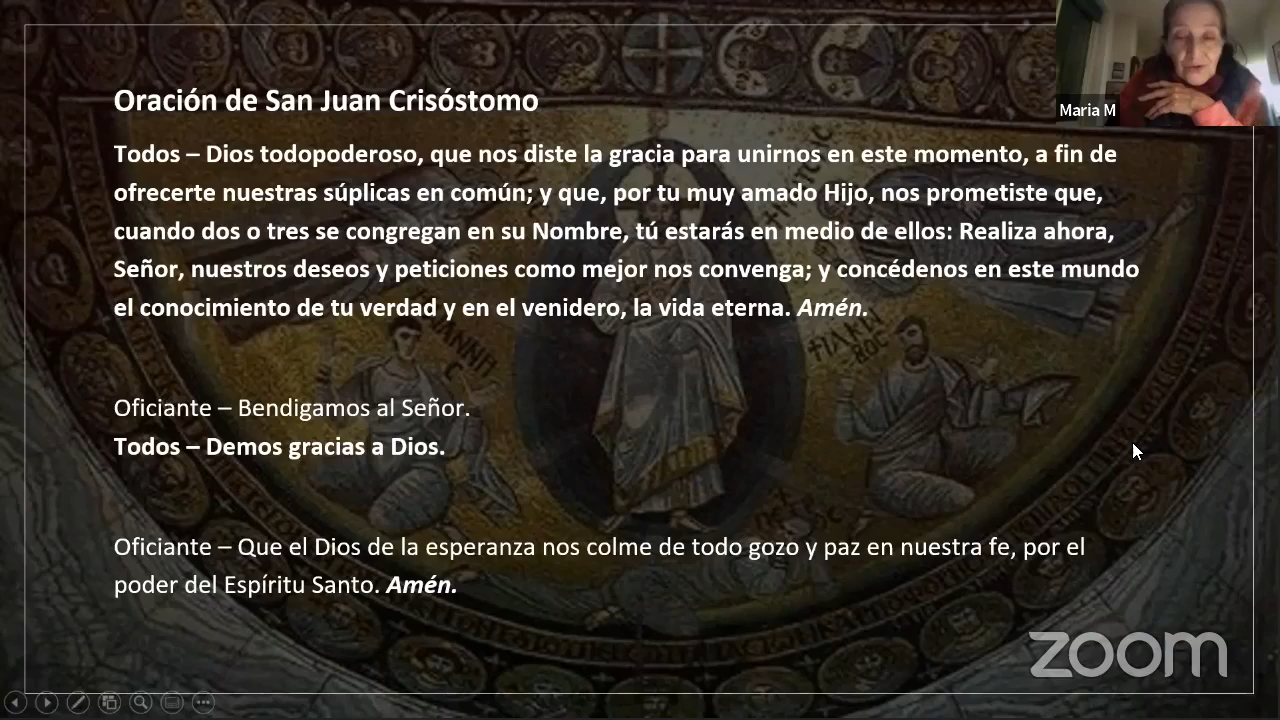 Oración de San Juan Crisóstomo
Maria M
Todos – Dios todopoderoso, que nos diste la gracia para unirnos en este momento, a fin de
ofrecerte nuestras súplicas en común; y que, por tu muy amado Hijo, nos prometiste que,
cuando dos o tres se congregan en su Nombre, tú estarás en medio de ellos: Realiza ahora,
Señor, nuestros deseos y peticiones como mejor nos convenga; y concédenos en este mundo
el conocimiento de tu verdad y en el venidero, la vida eterna. Amén.
Oficiante – Bendigamos al Señor.
Todos – Demos gracias a Dios.
Oficiante – Que el Dios de la esperanza nos colme de todo gozo y paz en nuestra fe, por el
poder del Espíritu Santo. Amén.
zoom